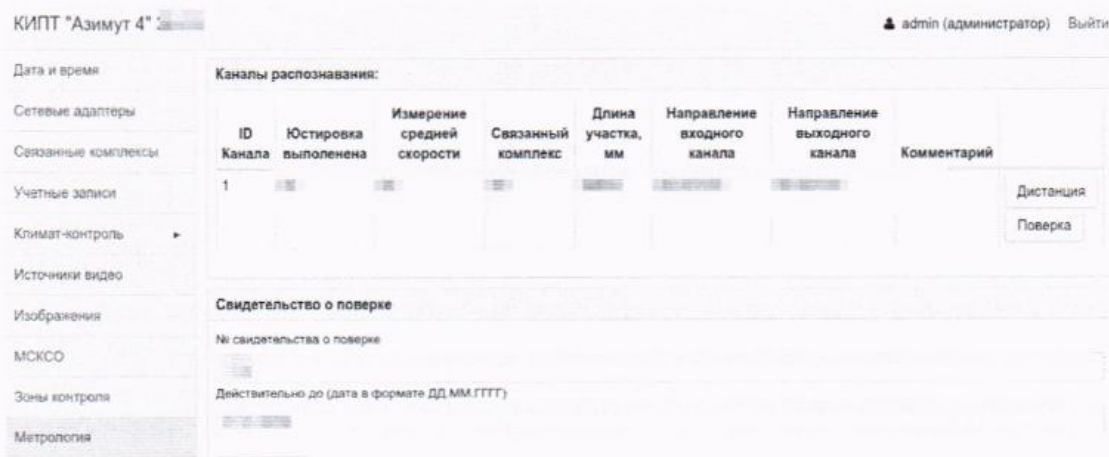 КИПТ "Азимут 4"
admin (администратор) Выйти
Дата и время
Сетевые адаптеры
Связанные комплексы
Учетные записи
Климат-контроль
Источники видео
Изображения
МСКСО
Зоны контроля
Метрология
Каналы распознавания:
ID Канала
Юстировка выполенена
Измерение средней скорости
Связанный комплекс
Длина участка, мм
Направление входного канала
Направление выходного канала
Комментарий
1
Дистанция
Поверка
Свидетельство о поверке
№ свидетельства о поверке
Действительно до (дата в формате ДД.ММ.ГГГГ)